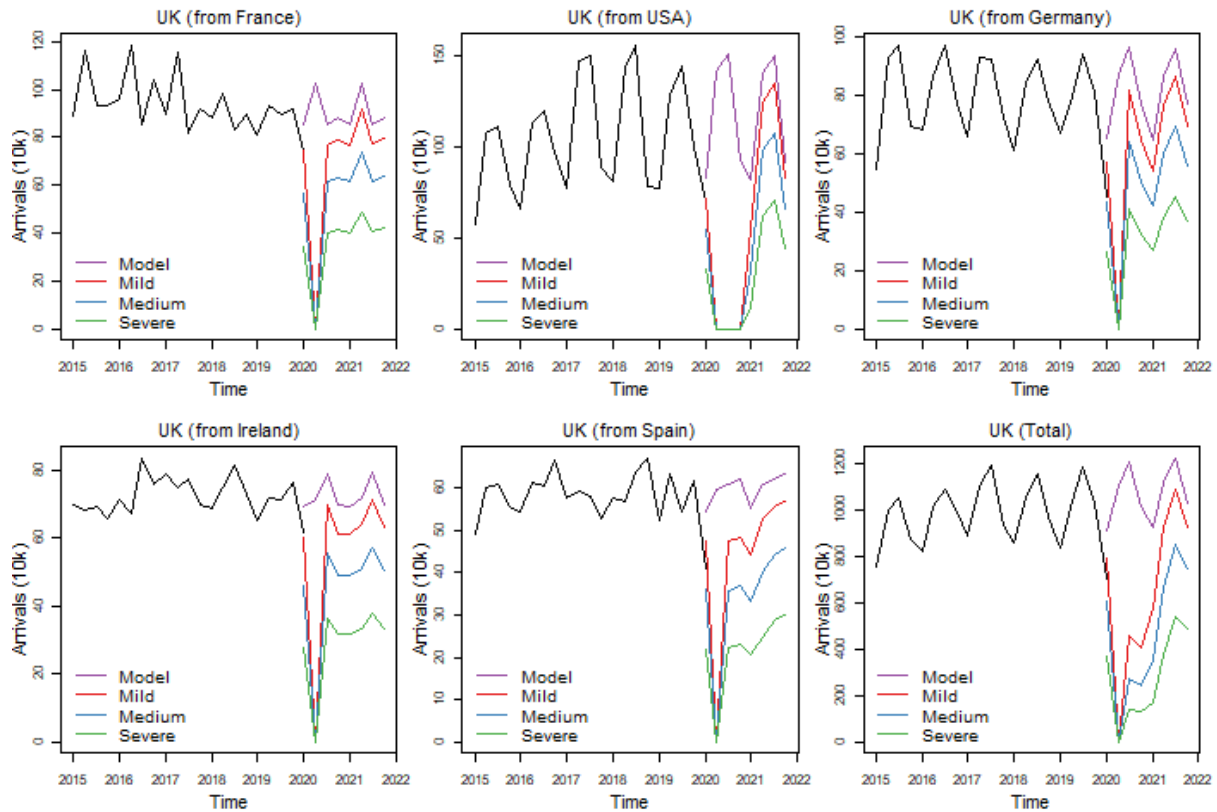 UK (from France)
Arrivals (10k)
120
100
80
60
40
20
0
Model
Mild
Medium
Severe
2015 2016 2017 2018 2019 2020 2021 2022
Time
UK (from USA)
Arrivals (10k)
150
100
50
0
Model
Mild
Medium
Severe
2015 2016 2017 2018 2019 2020 2021 2022
Time
UK (from Germany)
Arrivals (10k)
100
80
60
40
20
0
Model
Mild
Medium
Severe
2015 2016 2017 2018 2019 2020 2021 2022
Time
UK (from Ireland)
Arrivals (10k)
80
60
40
20
0
Model
Mild
Medium
Severe
2015 2016 2017 2018 2019 2020 2021 2022
Time
UK (from Spain)
Arrivals (10k)
60
50
40
30
20
10
0
Model
Mild
Medium
Severe
2015 2016 2017 2018 2019 2020 2021 2022
Time
UK (Total)
Arrivals (10k)
1200
1000
800
600
400
200
0
Model
Mild
Medium
Severe
2015 2016 2017 2018 2019 2020 2021 2022
Time